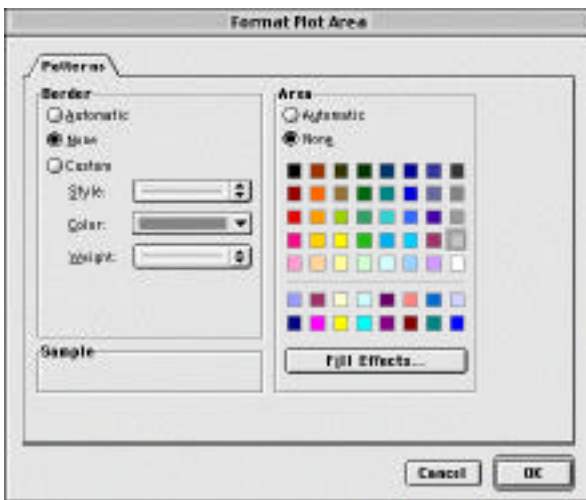 Format Plot Area
Patterns
Border
Automatic
None
Custom
Style:
Color:
Weight:
Sample
Area
Automatic
None
Fill Effects...
Cancel
OK